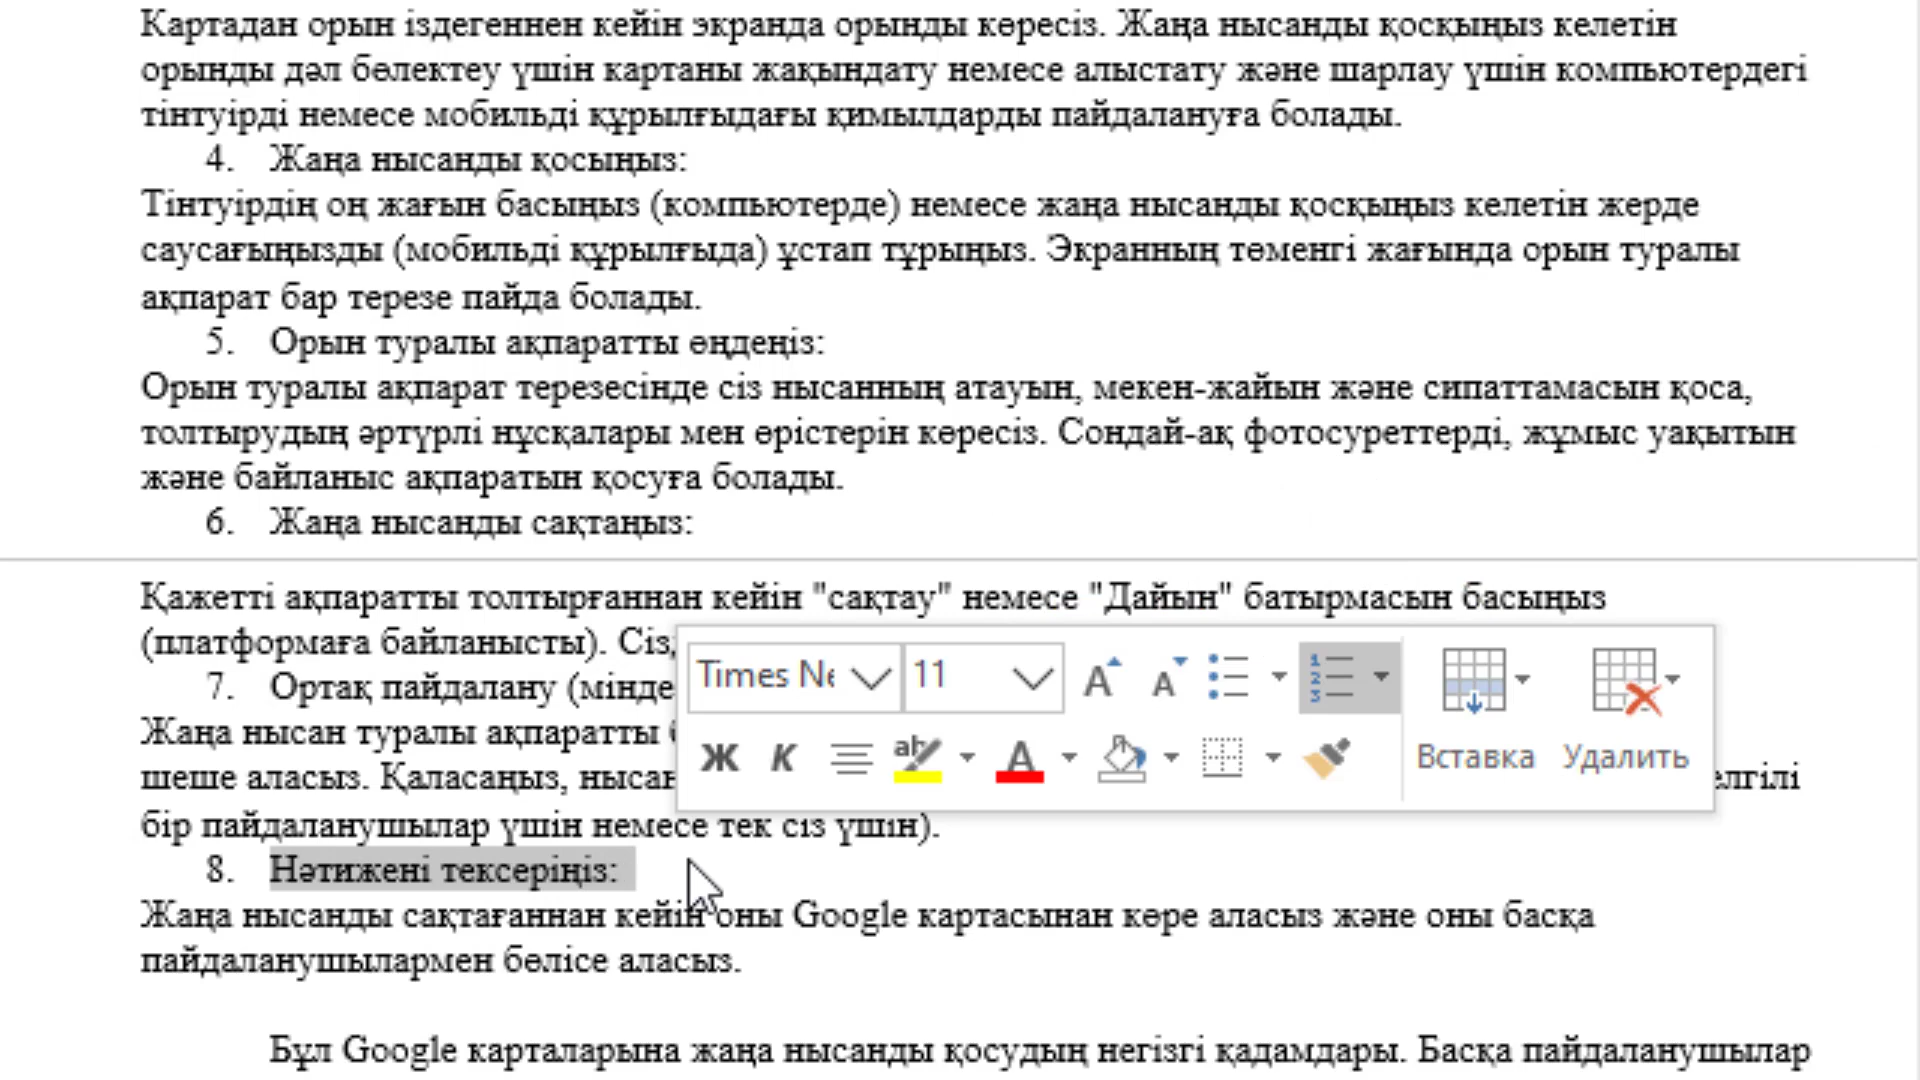 Картадан орын іздегеннен кейін экранда орынды көресіз. Жаңа нысанды қосқыңыз келетін
орынды дәл бөлектеу үшін картаны жақындату немесе алыстату және шарлау үшін компьютердегі
тінтуірді немесе мобильді құрылғыдағы қимылдарды пайдалануға болады.
4. Жаңа нысанды қосыңыз:
Тінтуірдің оң жағын басыңыз (компьютерде) немесе жаңа нысанды қосқыңыз келетін жерде
саусағыңызды (мобильді құрылғыда) ұстап тұрыңыз. Экранның төменгі жағында орын туралы
ақпарат бар терезе пайда болады.
5. Орын туралы ақпаратты өңдеңіз:
Орын туралы ақпарат терезесінде сіз нысанның атауын, мекен-жайын және сипаттамасын қоса,
толтырудың әртүрлі нұсқалары мен өрістерін көресіз. Сондай-ақ фотосуреттерді, жұмыс уақытын
және байланыс ақпаратын қосуға болады.
6. Жаңа нысанды сақтаңыз:
Қажетті ақпаратты толтырғаннан кейін "сақтау" немесе "Дайын" батырмасын басыңыз
(платформаға байланысты).
Times Ne 11
7. Ортақ пайдалану
Жаңа нысан туралы ақпаратты
Ж К Вставка Удалить
шеше аласыз. Қаласаңыз,
бір пайдаланушылар үшін немесе тек сіз үшін).
8. Нәтижені тексеріңіз:
Жаңа нысанды сақтағаннан кейін оны Google картасынан көре аласыз және оны басқа
пайдаланушылармен бөлісе аласыз.
Бұл Google карталарына жаңа нысанды қосудың негізгі қадамдары. Басқа пайдаланушылар